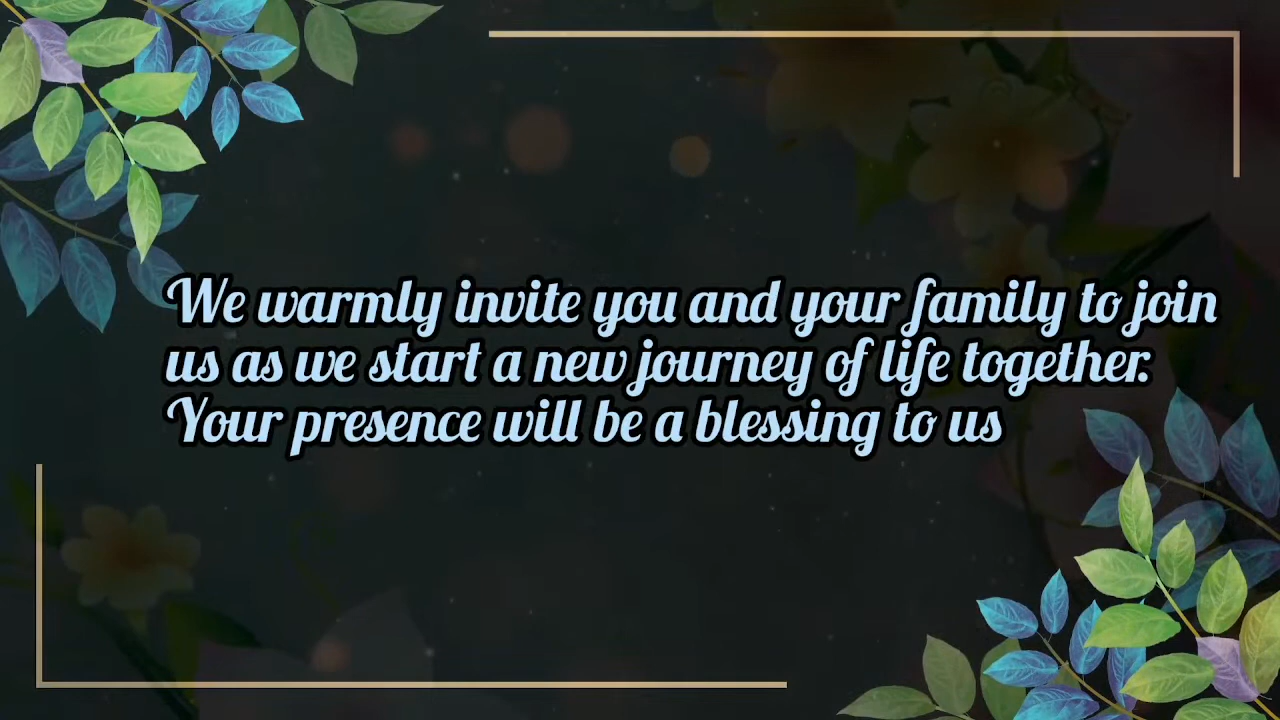 We warmly invite you and your family to join
us as we start a new journey of life together.
Your presence will be a blessing to us